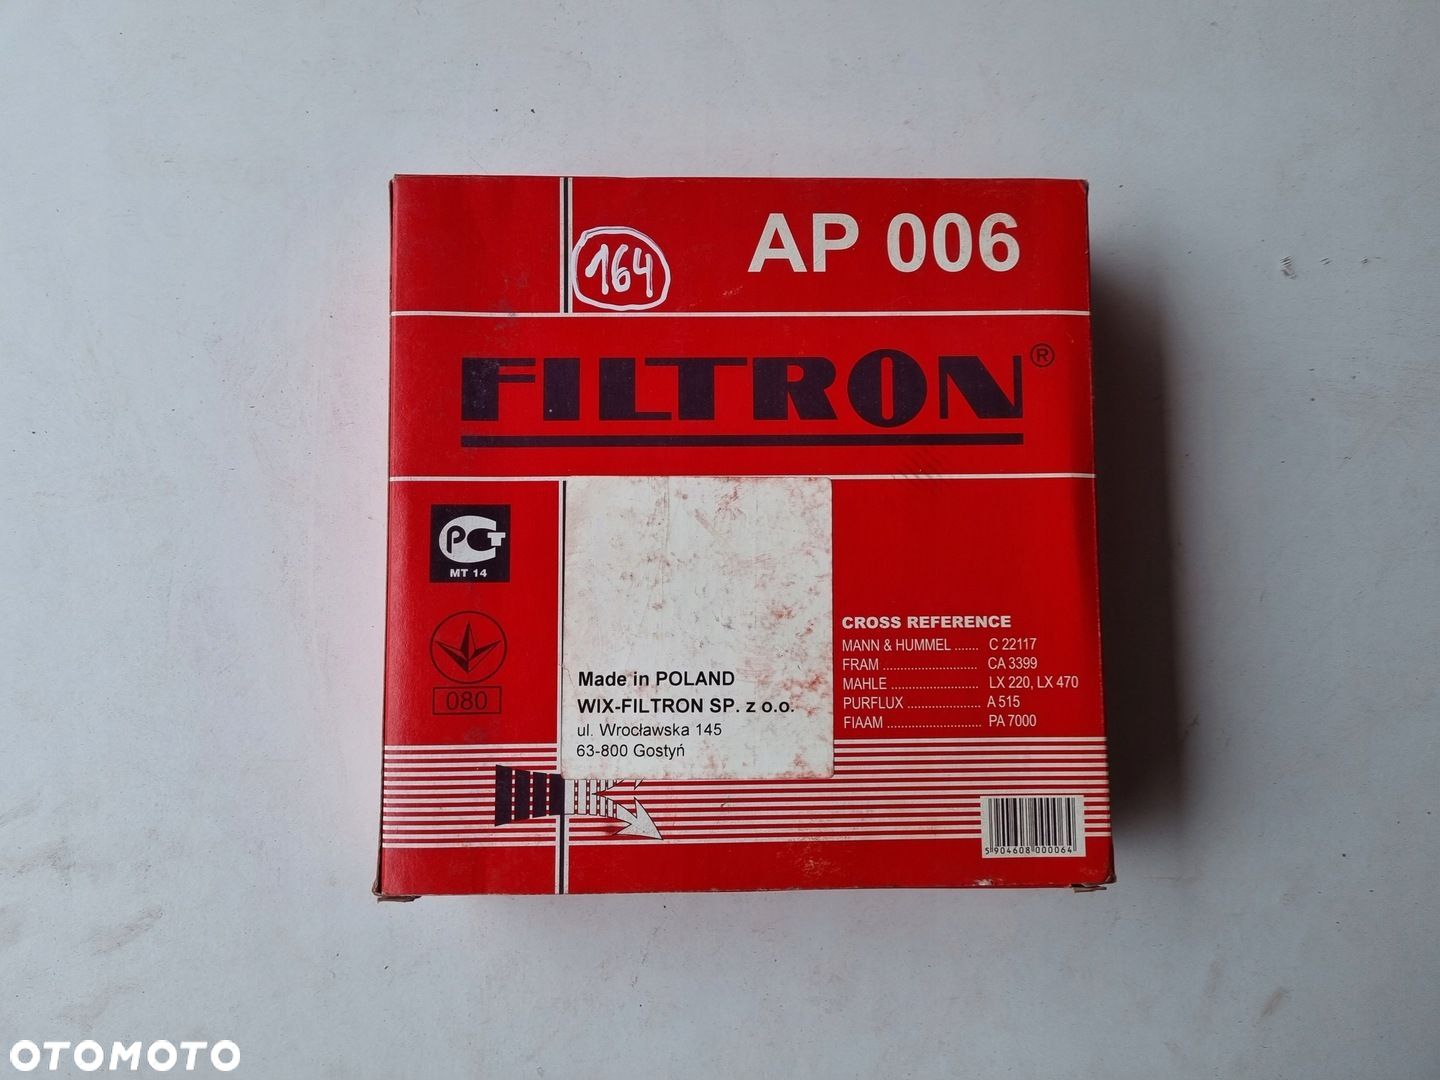 AP 006
164
FILTRON®
PCT
MT 14
080
Made in POLAND
WIX-FILTRON SP. z o.o.
ul. Wrocławska 145
63-800 Gostyń
CROSS REFERENCE
MANN & HUMMEL ....... C 22117
FRAM ........................... CA 3399
MAHLE ......................... LX 220, LX 470
PURFLUX ..................... A 515
FIAAM ........................... PA 7000
5 904608 000064
OTOMOTO